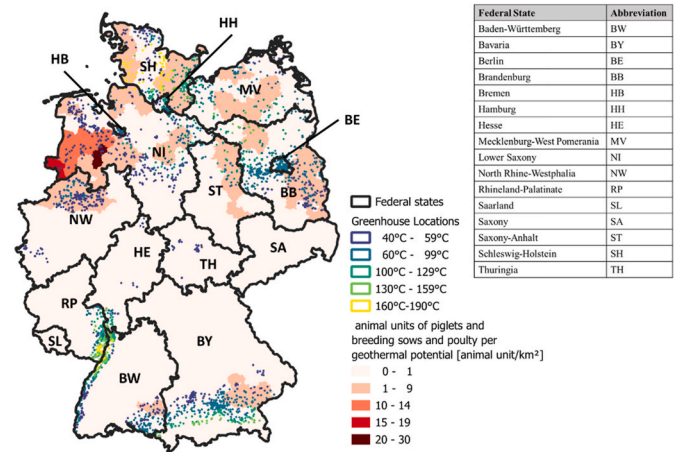 HH
HB
SH
MV
BE
NI
BB
ST
NW
HE
SA
TH
RP
SL
BY
BW
Federal states
Greenhouse Locations
40°C - 59°C
60°C - 99°C
100°C - 129°C
130°C - 159°C
160°C-190°C
animal units of piglets and
breeding sows and poulty per
geothermal potential [animal unit/km²]
0 - 1
1 - 9
10 - 14
15 - 19
20 - 30
Federal State Abbreviation
Baden-Württemberg BW
Bavaria BY
Berlin BE
Brandenburg BB
Bremen HB
Hamburg HH
Hesse HE
Mecklenburg-West Pomerania MV
Lower Saxony NI
North Rhine-Westphalia NW
Rhineland-Palatinate RP
Saarland SL
Saxony SA
Saxony-Anhalt ST
Schleswig-Holstein SH
Thuringia TH